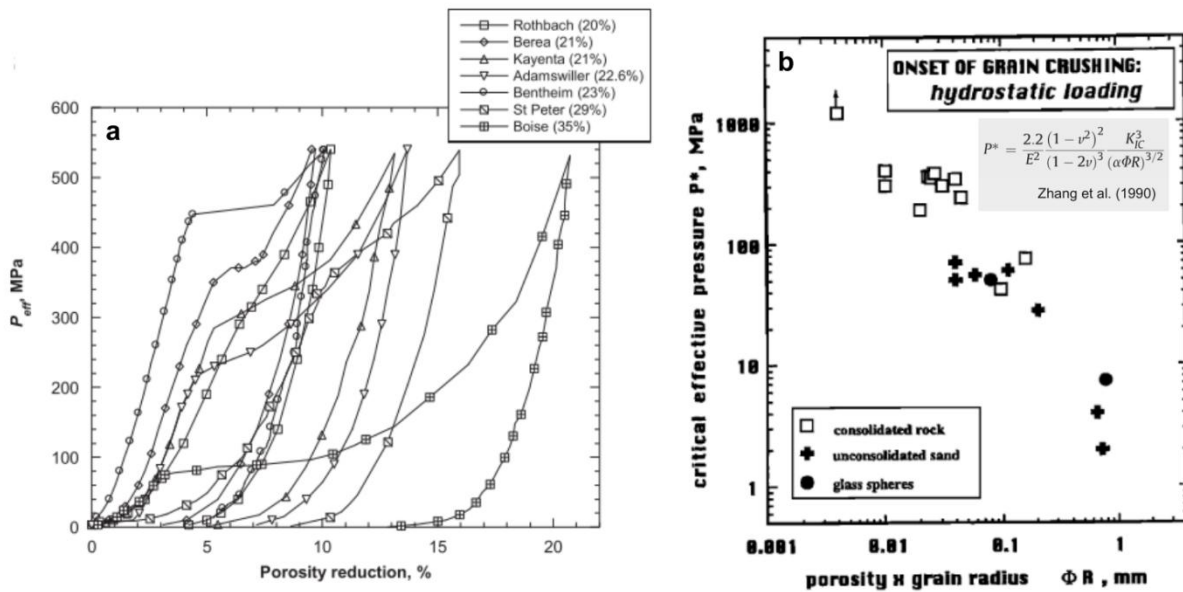 Rothbach (20%)
Berea (21%)
Kayenta (21%)
Adamswiller (22.6%)
Bentheim (23%)
St Peter (29%)
Boise (35%)
a
600
500
400
300
200
100
0
P_eff, MPa
0 5 10 15 20
Porosity reduction, %
b
ONSET OF GRAIN CRUSHING:
hydrostatic loading
P* = 2.2/E² (1 − ν²)²/(1 − 2ν)³ K³_IC/(αΦR)^3/2
Zhang et al. (1990)
1000
100
10
1
critical effective pressure P*, MPa
consolidated rock
unconsolidated sand
glass spheres
0.001 0.01 0.1 1
porosity x grain radius ΦR, mm